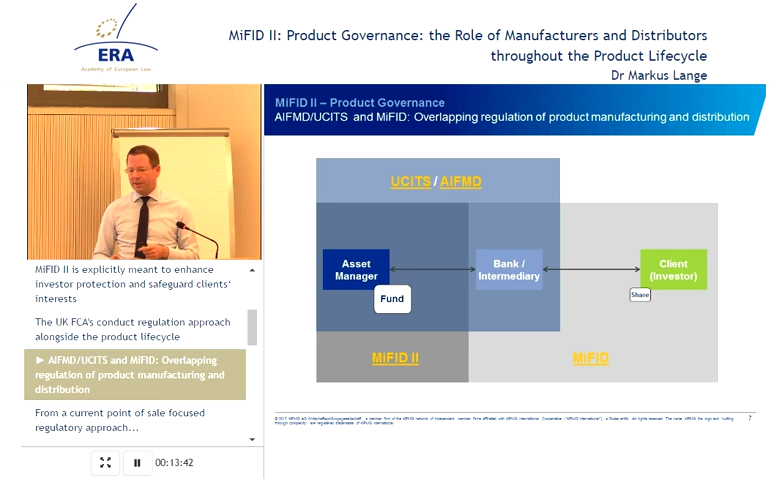 ERA
Academy of European Law
MiFID II: Product Governance: the Role of Manufacturers and Distributors
throughout the Product Lifecycle
Dr Markus Lange
MiFID II is explicitly meant to enhance
investor protection and safeguard clients'
interests
The UK FCA's conduct regulation approach
alongside the product lifecycle
► AIFMD/UCITS and MiFID: Overlapping
regulation of product manufacturing and
distribution
From a current point of sale focused
regulatory approach...
00:13:42
MiFID II – Product Governance
AIFMD/UCITS and MiFID: Overlapping regulation of product manufacturing and distribution
UCITS / AIFMD
Asset
Manager
Fund
Bank /
Intermediary
Client
(Investor)
Share
MiFID II
MiFID
7